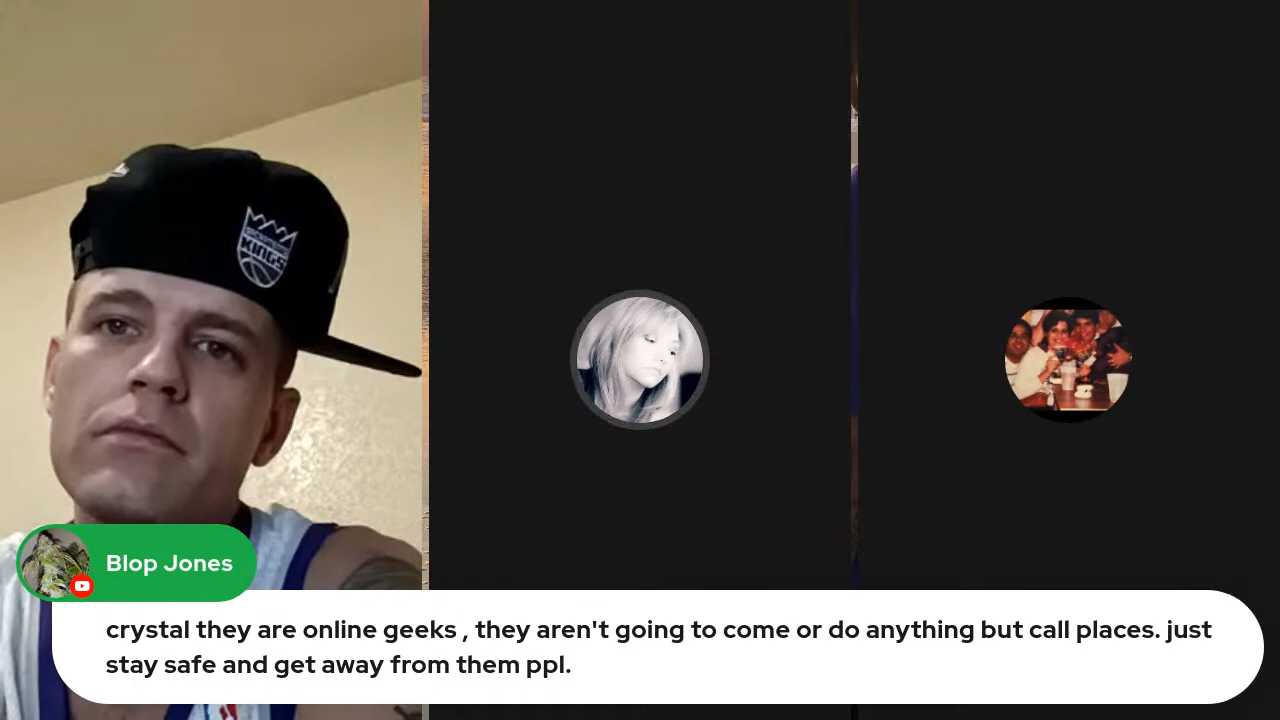 KINGS
Blop Jones
crystal they are online geeks , they aren't going to come or do anything but call places. just
stay safe and get away from them ppl.